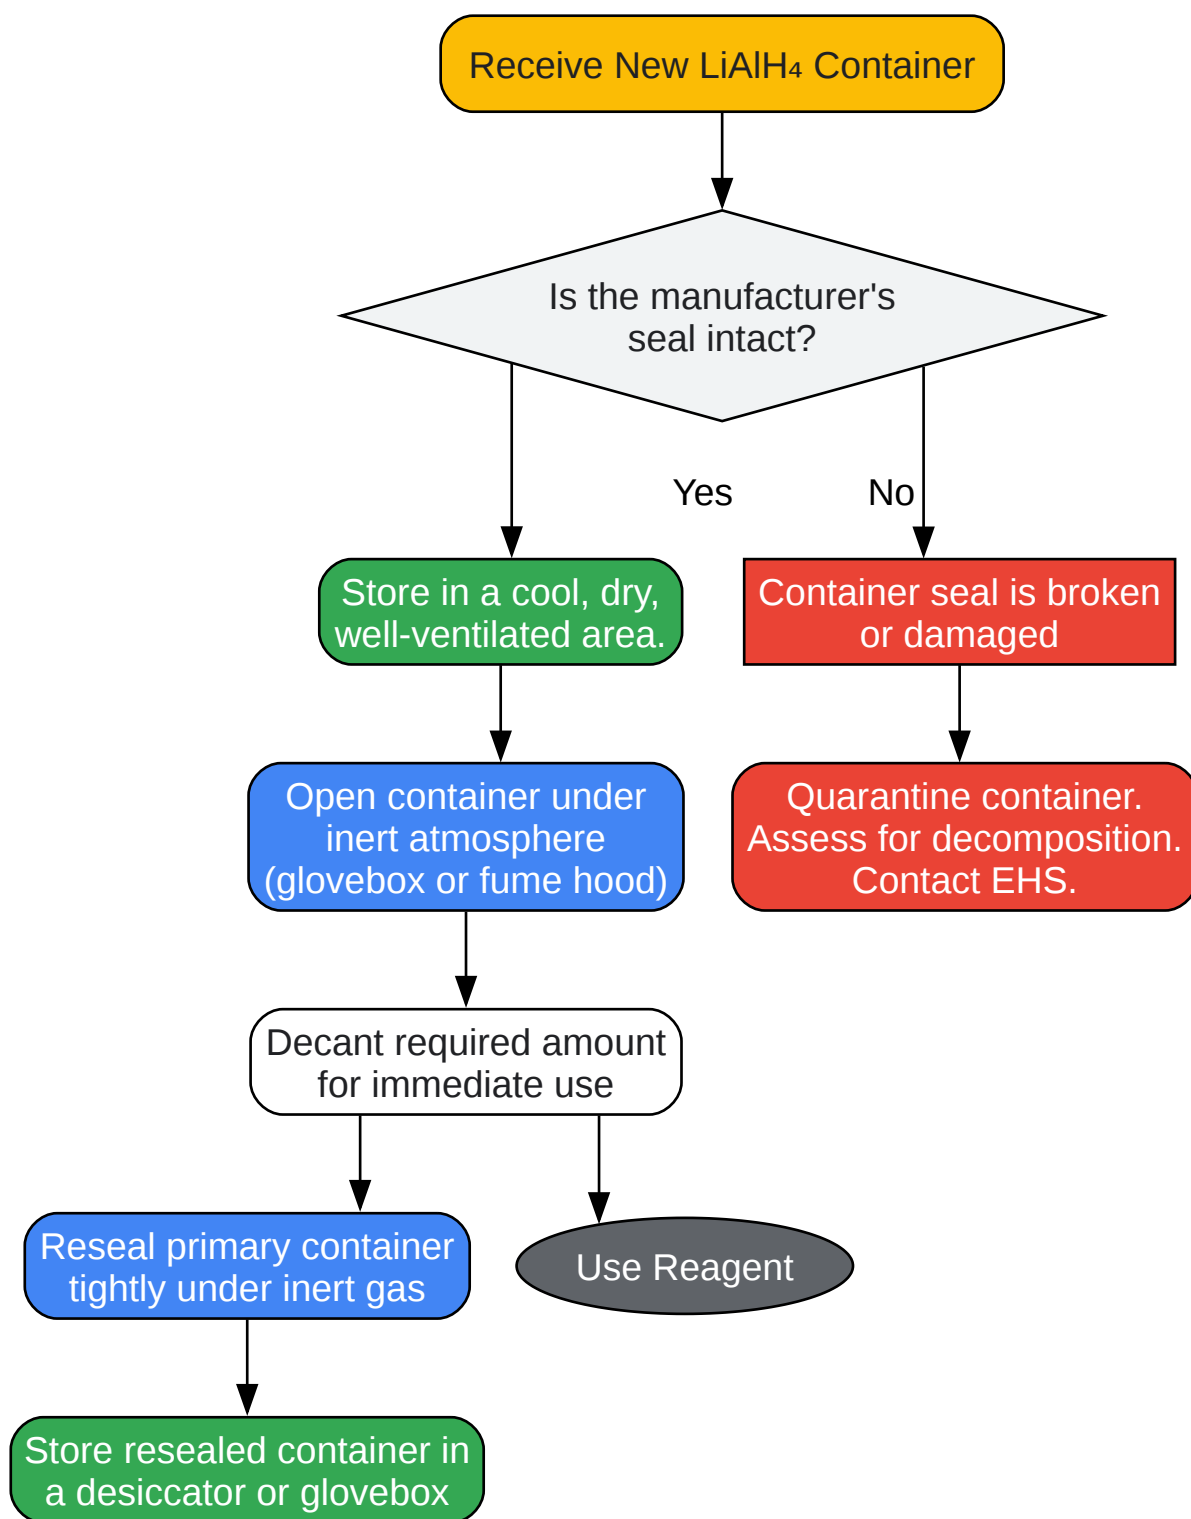 Receive New LiAlH₄ Container
Is the manufacturer's
seal intact?
Yes
No
Store in a cool, dry,
well-ventilated area.
Container seal is broken
or damaged
Open container under
inert atmosphere
(glovebox or fume hood)
Quarantine container.
Assess for decomposition.
Contact EHS.
Decant required amount
for immediate use
Reseal primary container
tightly under inert gas
Use Reagent
Store resealed container in
a desiccator or glovebox